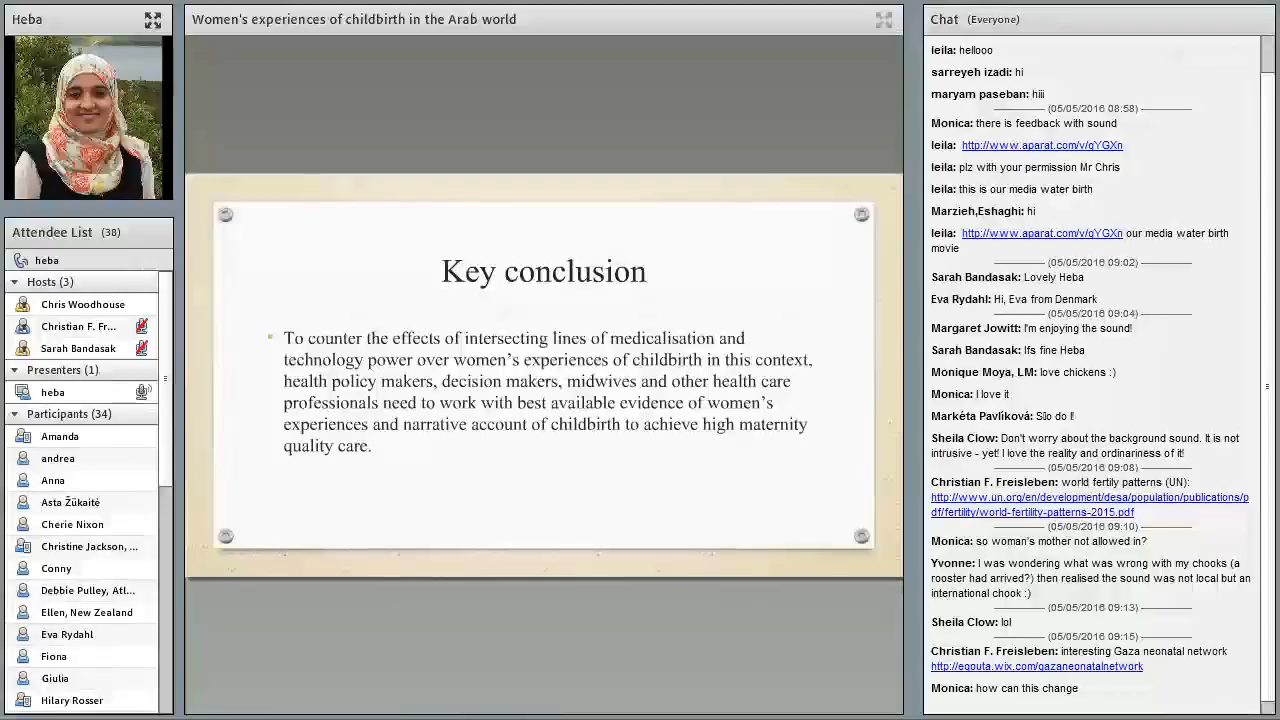 Heba
Attendee List (38)
heba
Hosts (3)
Chris Woodhouse
Christian F. Fr...
Sarah Bandasak
Presenters (1)
heba
Participants (34)
Amanda
andrea
Anna
Asta Žūkaitė
Cherie Nixon
Christine Jackson, ...
Conny
Debbie Pulley, Atl...
Ellen, New Zealand
Eva Rydahl
Fiona
Giulia
Hilary Rosser
Women's experiences of childbirth in the Arab world
Key conclusion
To counter the effects of intersecting lines of medicalisation and
technology power over women’s experiences of childbirth in this context,
health policy makers, decision makers, midwives and other health care
professionals need to work with best available evidence of women’s
experiences and narrative account of childbirth to achieve high maternity
quality care.
Chat (Everyone)
leila: hellooo
sarreyeh izadi: hi
maryam paseban: hiii
(05/05/2016 08:58)
Monica: there is feedback with sound
leila: http://www.aparat.com/v/qYGXn
leila: plz with your permission Mr Chris
leila: this is our media water birth
Marzieh,Eshaghi: hi
leila: http://www.aparat.com/v/qYGXn our media water birth
movie
(05/05/2016 09:02)
Sarah Bandasak: Lovely Heba
Eva Rydahl: Hi, Eva from Denmark
(05/05/2016 09:04)
Margaret Jowitt: I'm enjoying the sound!
Sarah Bandasak: Ifs fine Heba
Monique Moya, LM: love chickens :)
Monica: I love it
Markéta Pavlíková: do I!
Sheila Clow: Don't worry about the background sound. It is not
intrusive - yet! I love the reality and ordinariness of it!
(05/05/2016 09:08)
Christian F. Freisleben: world fertily patterns (UN):
http://www.un.org/en/development/desa/population/publications/p
df/fertility/world-fertility-patterns-2015.pdf
(05/05/2016 09:10)
Monica: so woman's mother not allowed in?
Yvonne: I was wondering what was wrong with my chooks (a
rooster had arrived?) then realised the sound was not local but an
international chook :)
(05/05/2016 09:13)
Sheila Clow: lol
(05/05/2016 09:15)
Christian F. Freisleben: interesting Gaza neonatal network
http://egouta.wix.com/gazaneonatalnetwork
Monica: how can this change